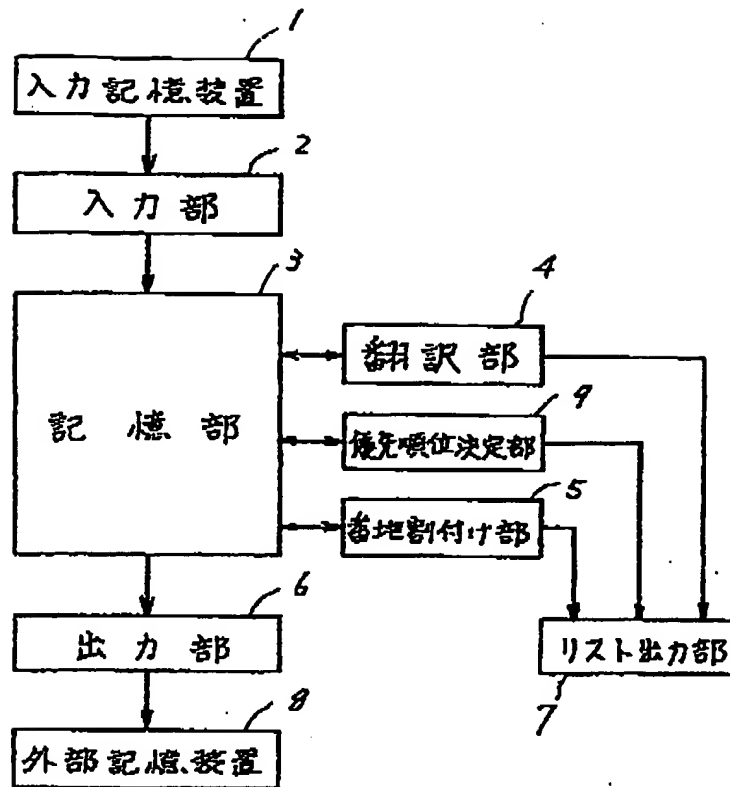 1
入力記憶装置
2
入力部
3
記憶部
4
翻訳部
9
優先順位決定部
5
番地割付け部
6
出力部
リスト出力部
7
8
外部記憶装置